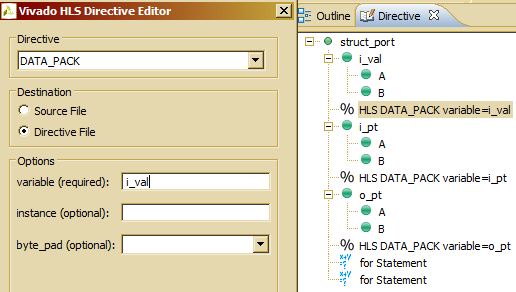 Vivado HLS Directive Editor
Directive
DATA_PACK
Destination
Source File
Directive File
Options
variable (required):
i_val
instance (optional):
byte_pad (optional):
Outline
Directive
struct_port
i_val
A
B
% HLS DATA_PACK variable=i_val
i_pt
A
B
% HLS DATA_PACK variable=i_pt
o_pt
A
B
% HLS DATA_PACK variable=o_pt
for Statement
for Statement